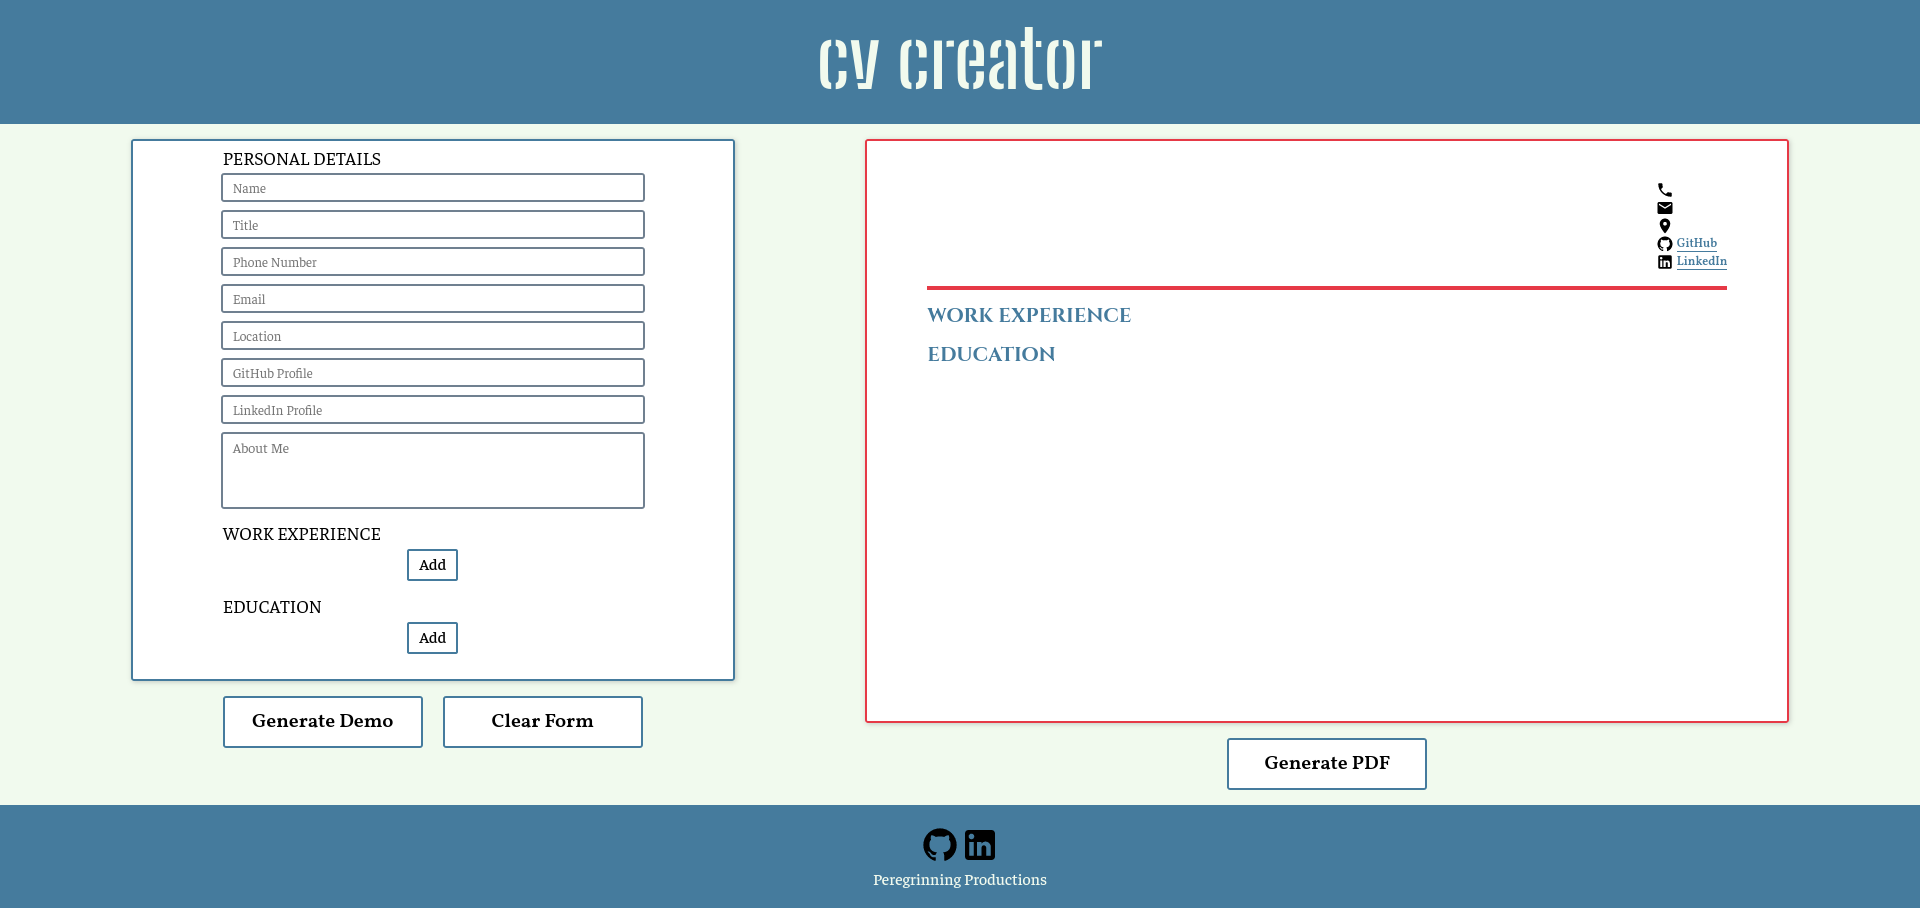 cv creator
PERSONAL DETAILS
Name
Title
Phone Number
Email
Location
GitHub Profile
LinkedIn Profile
About Me
WORK EXPERIENCE
Add
EDUCATION
Add
Generate Demo
Clear Form
GitHub
LinkedIn
WORK EXPERIENCE
EDUCATION
Generate PDF
Peregrinning Productions